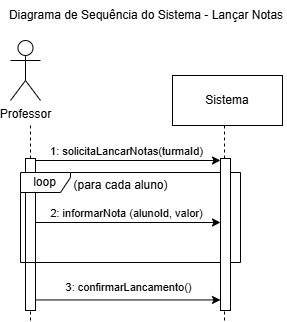 Diagrama de Sequência do Sistema - Lançar Notas
Sistema
Professor
1: solicitaLancarNotas(turmaId)
loop
(para cada aluno)
2: informarNota (alunoId, valor)
3: confirmarLancamento()